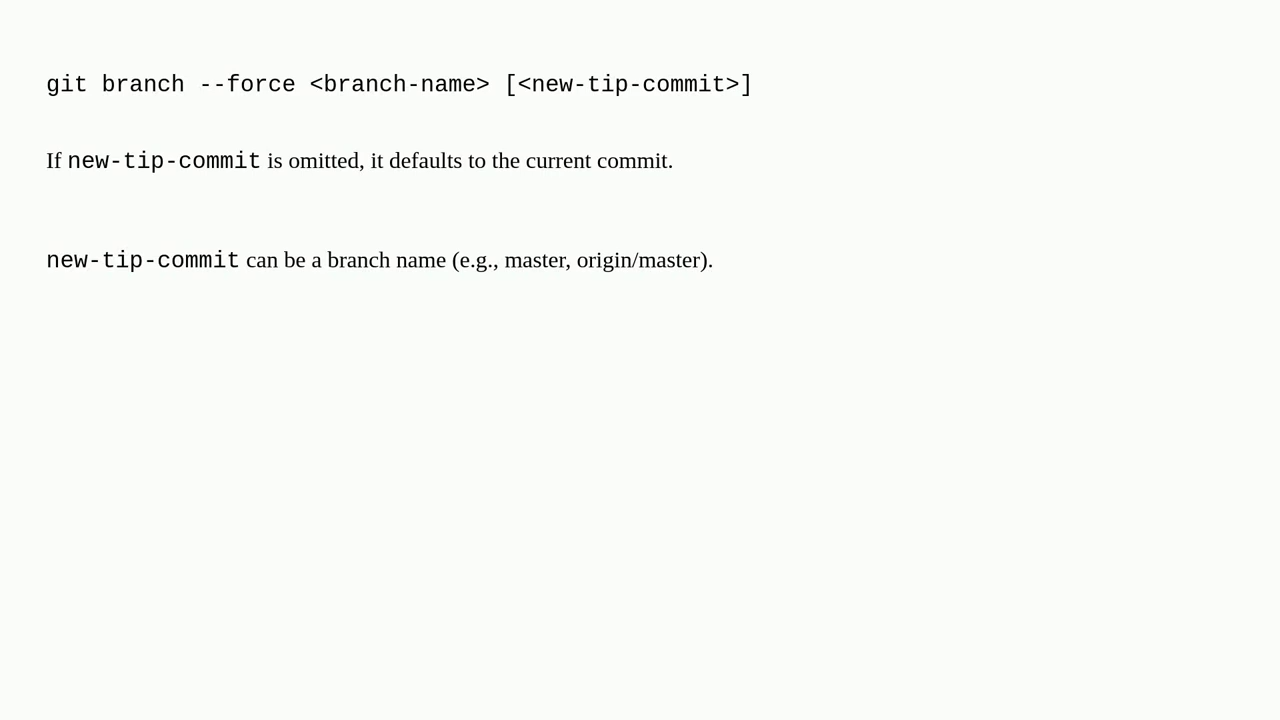 git branch --force <branch-name> [<new-tip-commit>]
If new-tip-commit is omitted, it defaults to the current commit.
new-tip-commit can be a branch name (e.g., master, origin/master).